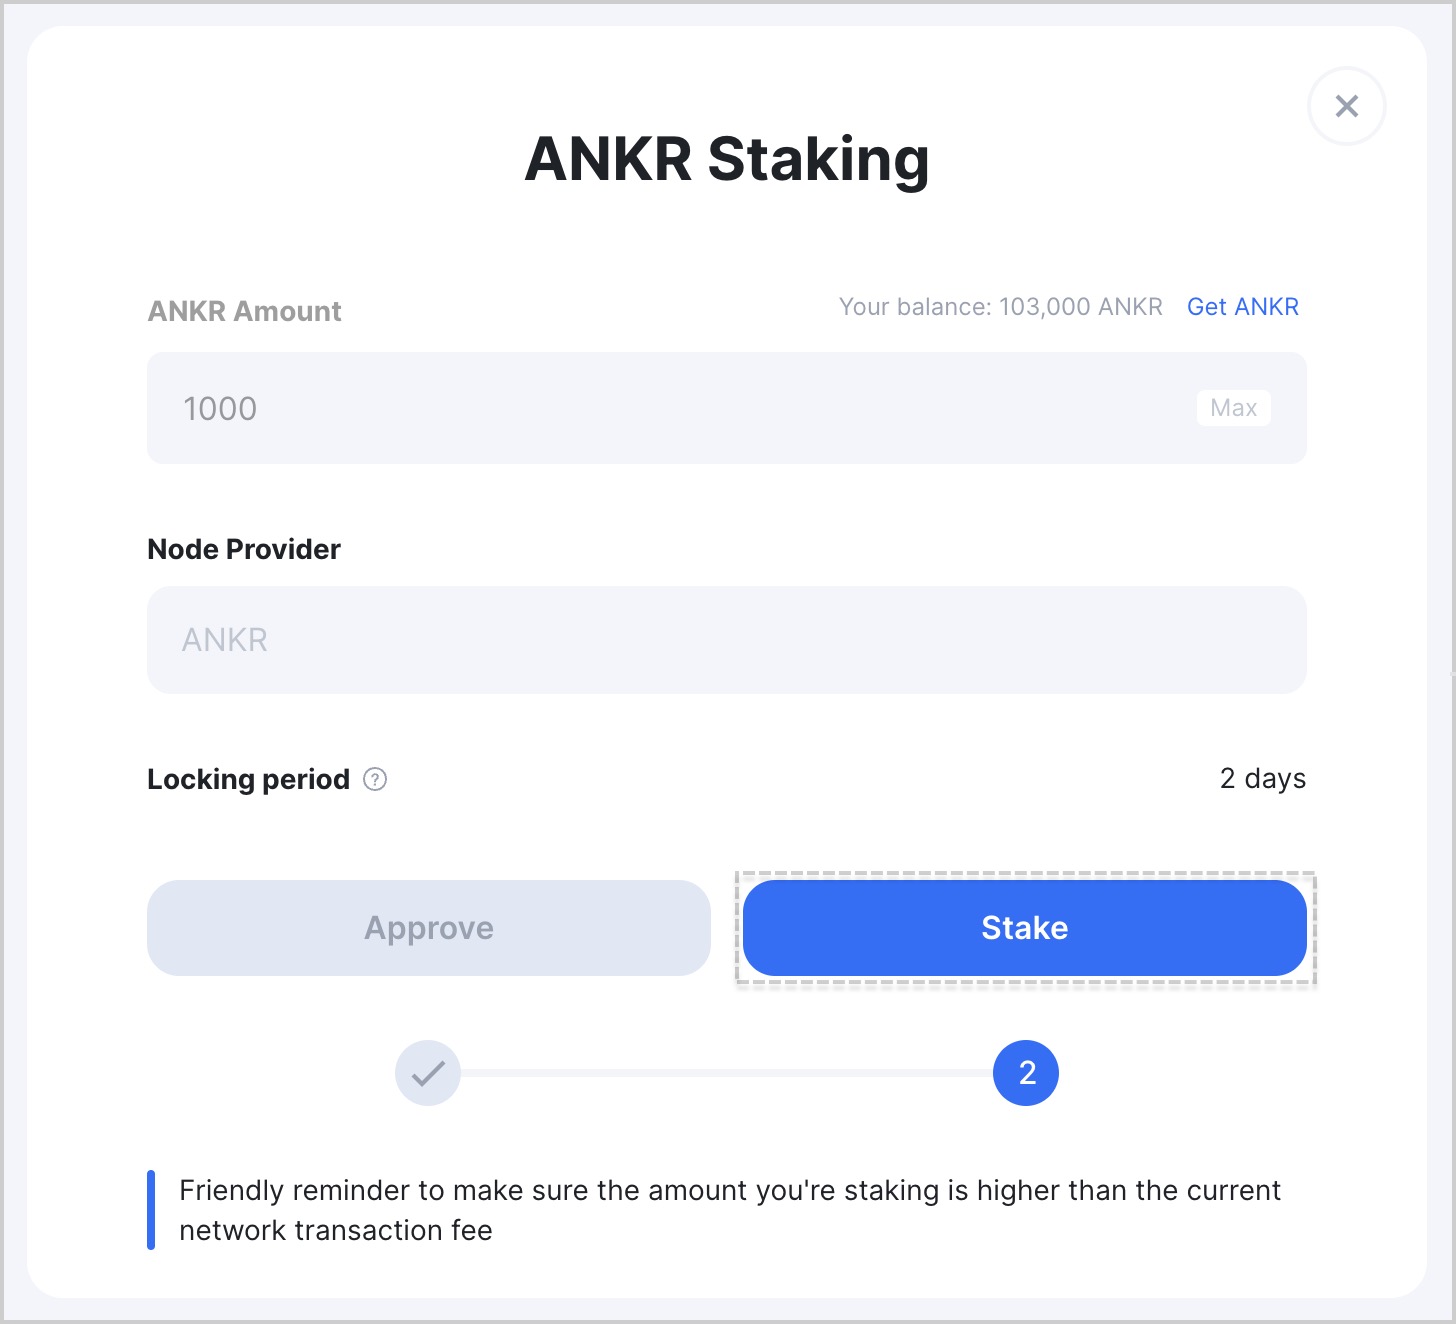 ANKR Staking
ANKR Amount
Your balance: 103,000 ANKR Get ANKR
1000
Max
Node Provider
ANKR
Locking period ?
2 days
Approve
Stake
2
Friendly reminder to make sure the amount you're staking is higher than the current
network transaction fee